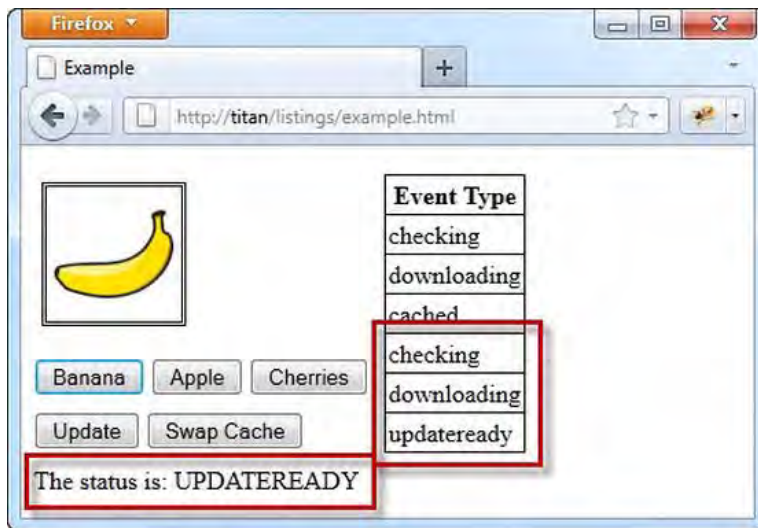 Firefox
Example
http://titan/listings/example.html
Banana Apple Cherries
Update Swap Cache
The status is: UPDATEREADY
Event Type
checking
downloading
cached
checking
downloading
updateready